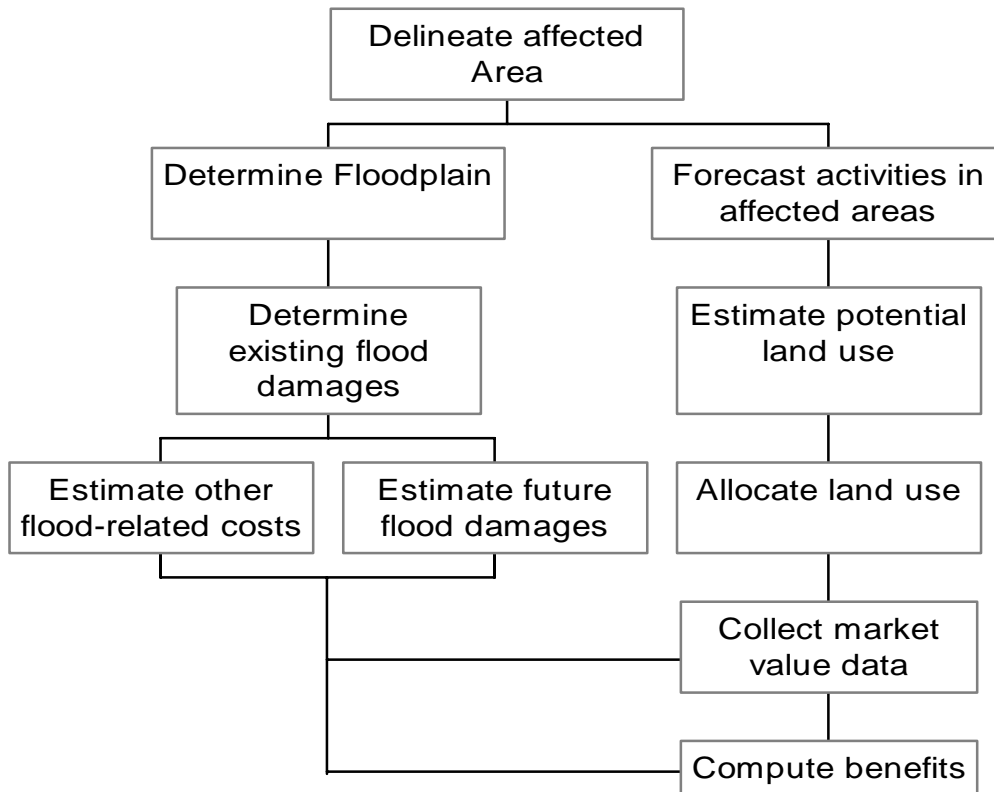 Delineate affected
Area
Determine Floodplain
Forecast activities in
affected areas
Determine
existing flood
damages
Estimate potential
land use
Estimate other
flood-related costs
Estimate future
flood damages
Allocate land use
Collect market
value data
Compute benefits